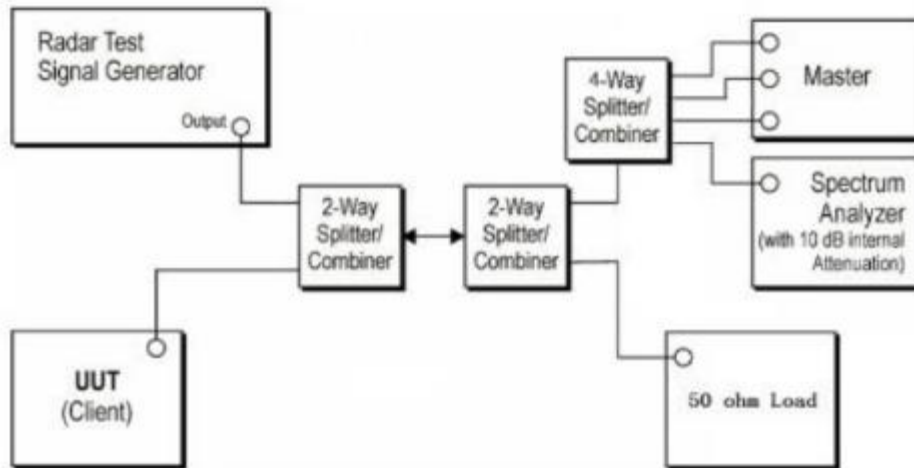 Radar Test
Signal Generator
Output
4-Way
Splitter/
Combiner
Master
2-Way
Splitter/
Combiner
2-Way
Splitter/
Combiner
Spectrum
Analyzer
(with 10 dB internal
Attenuation)
UUT
(Client)
50 ohm Load